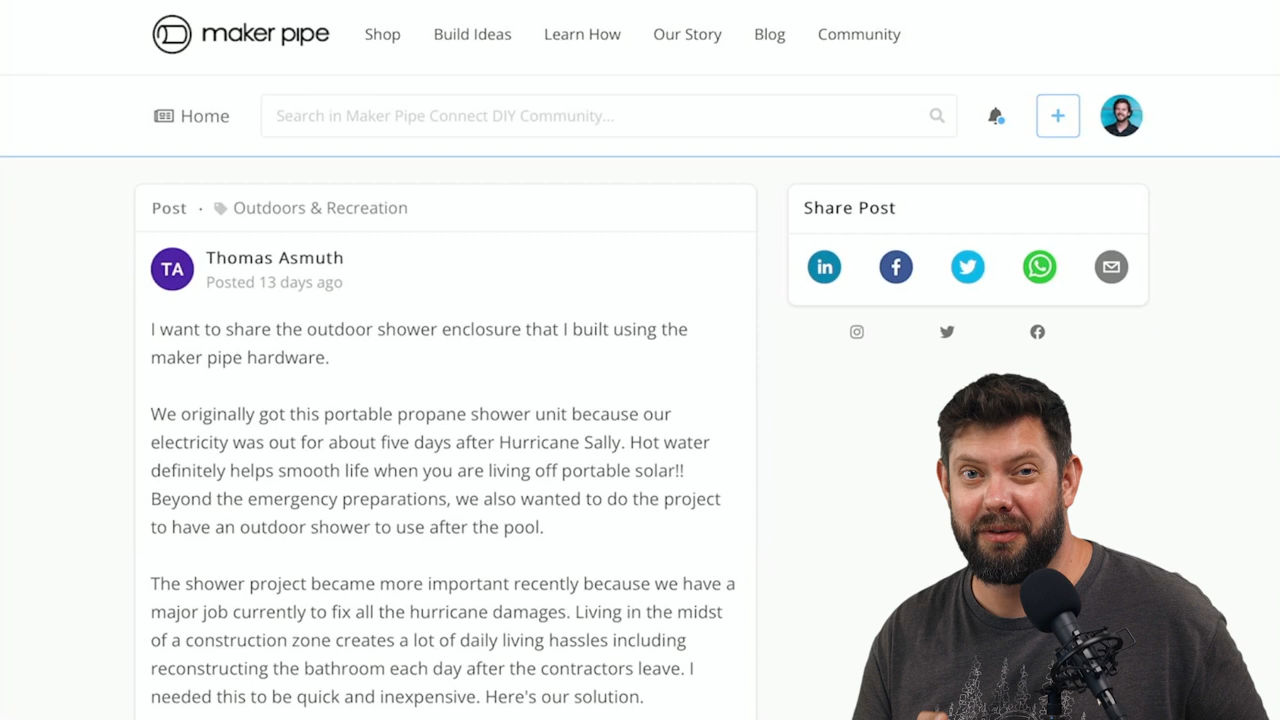 maker pipe
Shop
Build Ideas
Learn How
Our Story
Blog
Community
Home
Search in Maker Pipe Connect DIY Community...
Post · Outdoors & Recreation
TA
Thomas Asmuth
Posted 13 days ago
I want to share the outdoor shower enclosure that I built using the
maker pipe hardware.
We originally got this portable propane shower unit because our
electricity was out for about five days after Hurricane Sally. Hot water
definitely helps smooth life when you are living off portable solar!!
Beyond the emergency preparations, we also wanted to do the project
to have an outdoor shower to use after the pool.
The shower project became more important recently because we have a
major job currently to fix all the hurricane damages. Living in the midst
of a construction zone creates a lot of daily living hassles including
reconstructing the bathroom each day after the contractors leave. I
needed this to be quick and inexpensive. Here's our solution.
Share Post
in
f